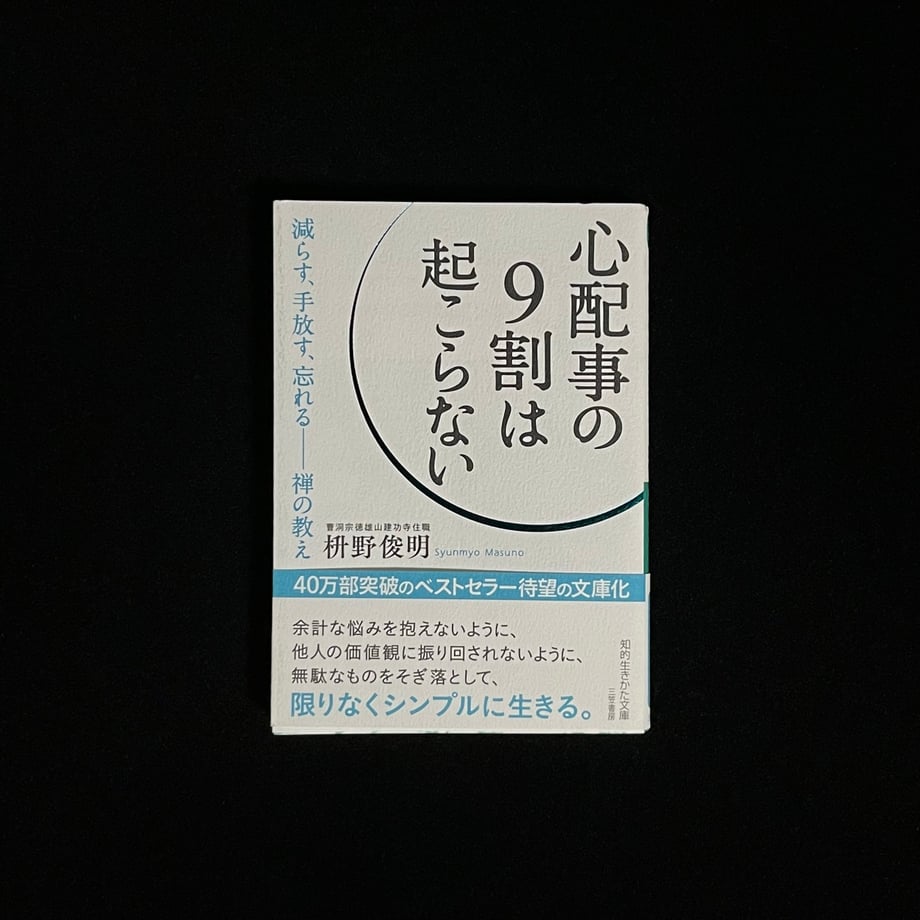 心配事の
9割は
起こらない
減らす、手放す、忘れる――禅の教え
曹洞宗徳雄山建功寺住職
枡野俊明 Syunmyo Masuno
40万部突破のベストセラー待望の文庫化
余計な悩みを抱えないように、
他人の価値観に振り回されないように、
無駄なものをそぎ落として、
限りなくシンプルに生きる。
知的生きかた文庫
三笠書房